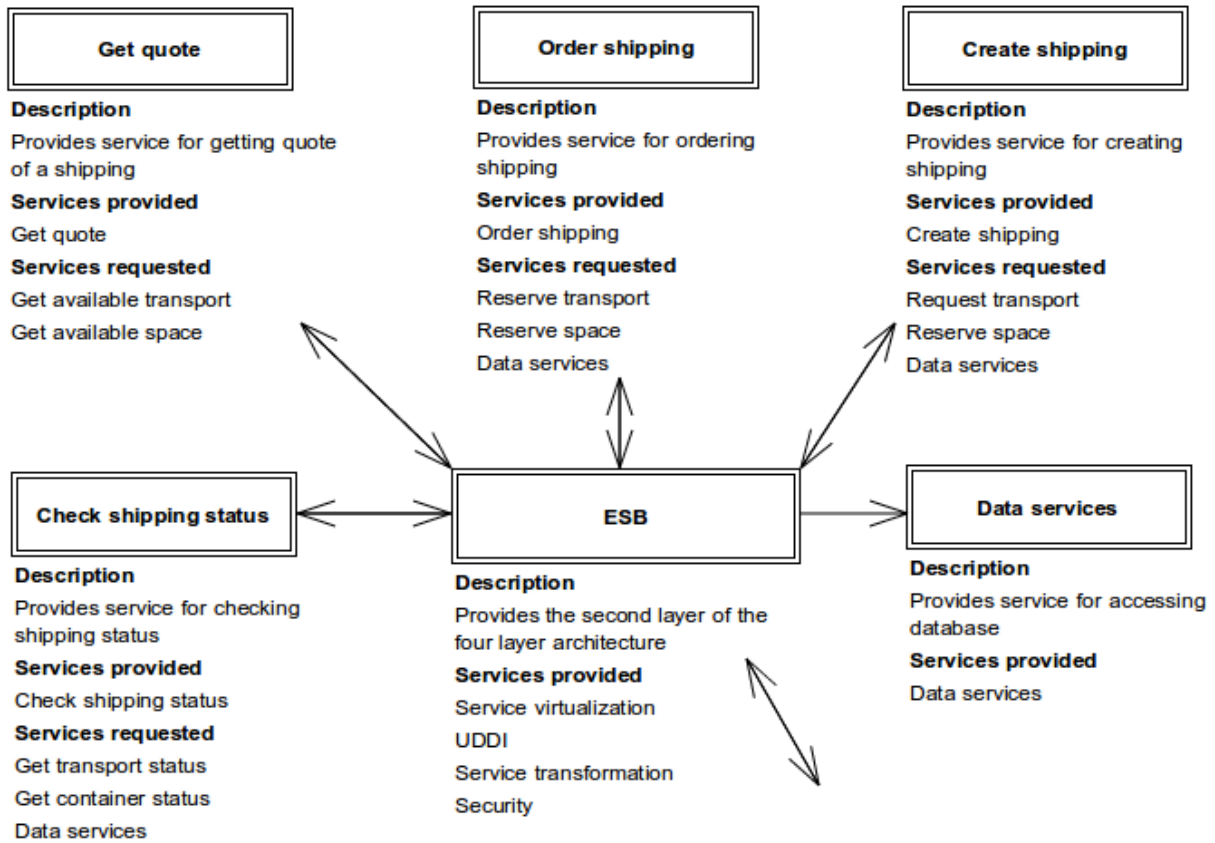 Get quote
Description
Provides service for getting quote
of a shipping
Services provided
Get quote
Services requested
Get available transport
Get available space
Order shipping
Description
Provides service for ordering
shipping
Services provided
Order shipping
Services requested
Reserve transport
Reserve space
Data services
Create shipping
Description
Provides service for creating
shipping
Services provided
Create shipping
Services requested
Request transport
Reserve space
Data services
Check shipping status
Description
Provides service for checking
shipping status
Services provided
Check shipping status
Services requested
Get transport status
Get container status
Data services
ESB
Description
Provides the second layer of the
four layer architecture
Services provided
Service virtualization
UDDI
Service transformation
Security
Data services
Description
Provides service for accessing
database
Services provided
Data services